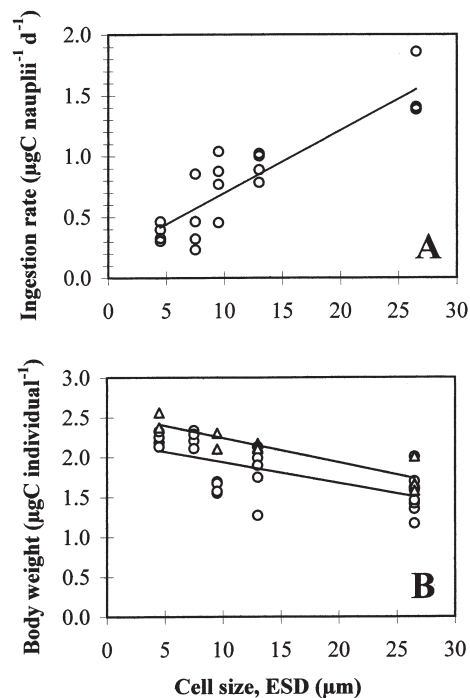 Ingestion rate (µgC nauplii⁻¹ d⁻¹)
2.0
1.5
1.0
0.5
0.0
0 5 10 15 20 25 30
A
Body weight (µgC individual⁻¹)
3.0
2.5
2.0
1.5
1.0
0.5
0.0
0 5 10 15 20 25 30
B
Cell size, ESD (µm)